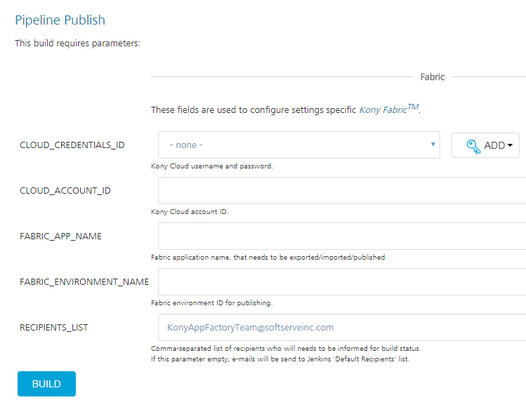 Pipeline Publish
This build requires parameters:
Fabric
These fields are used to configure settings specific Kony Fabric™.
CLOUD_CREDENTIALS_ID
- none -
ADD
Kony Cloud username and password.
CLOUD_ACCOUNT_ID
Kony Cloud account ID.
FABRIC_APP_NAME
Fabric application name, that needs to be exported/imported/published.
FABRIC_ENVIRONMENT_NAME
Fabric environment ID for publishing.
RECIPIENTS_LIST
KonyAppFactoryTeam@softserveinc.com
Comma-separated list of recipients who will need to be informed for build status.
If this parameter empty, e-mails will be send to Jenkins 'Default Recipients' list.
BUILD